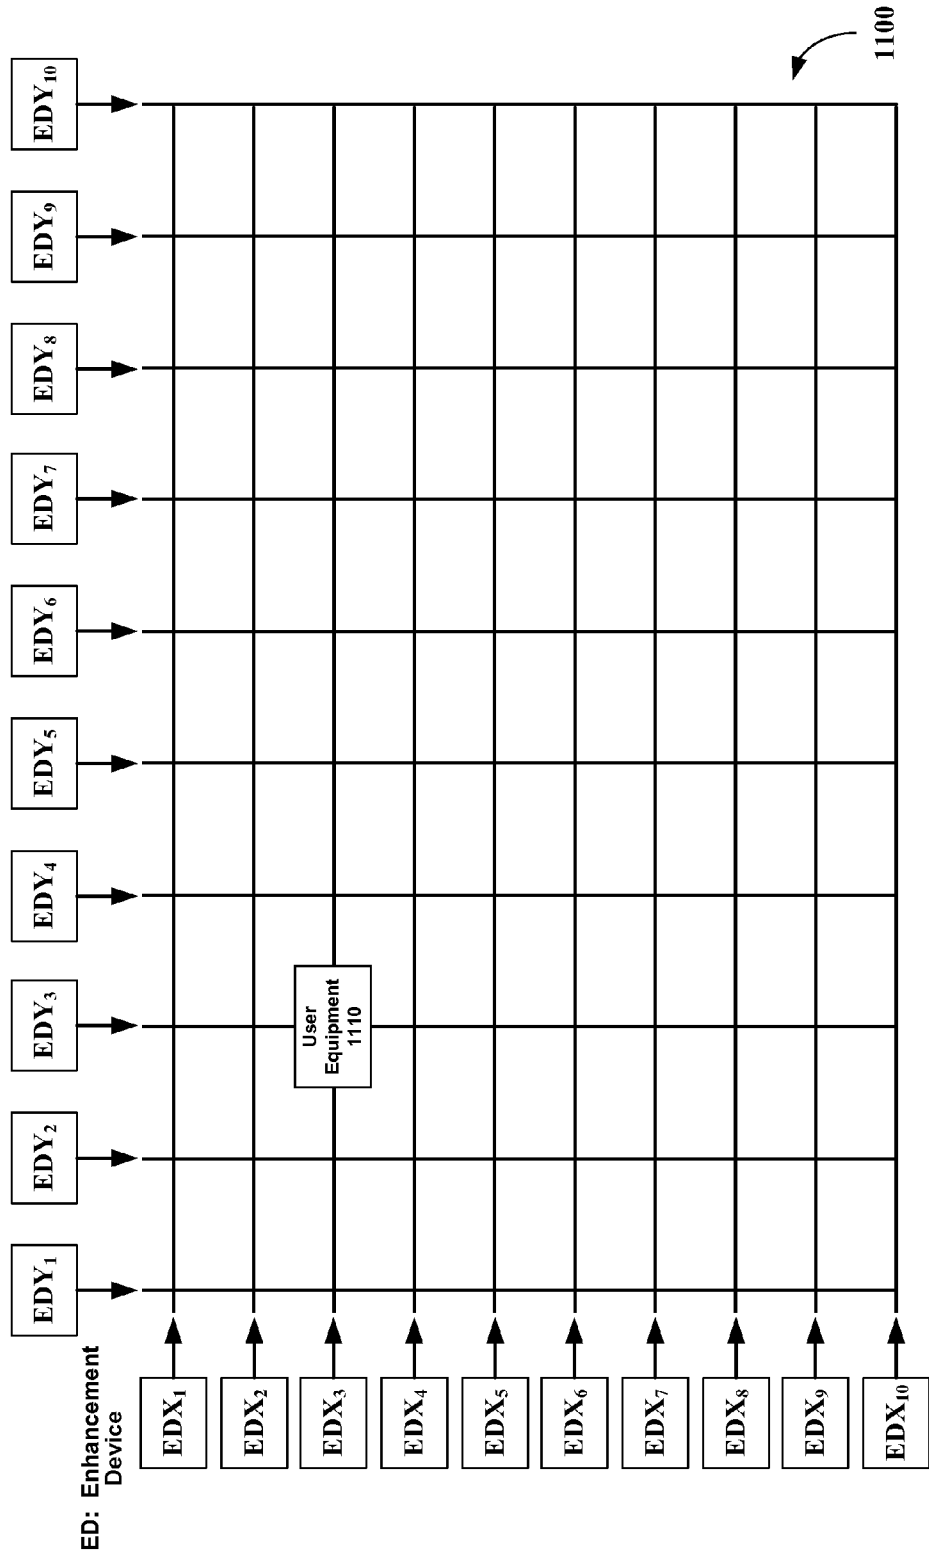 ED: Enhancement
Device
EDY₁
EDY₂
EDY₃
EDY₄
EDY₅
EDY₆
EDY₇
EDY₈
EDY₉
EDY₁₀
EDX₁
EDX₂
EDX₃
EDX₄
EDX₅
EDX₆
EDX₇
EDX₈
EDX₉
EDX₁₀
User
Equipment
1110
1100